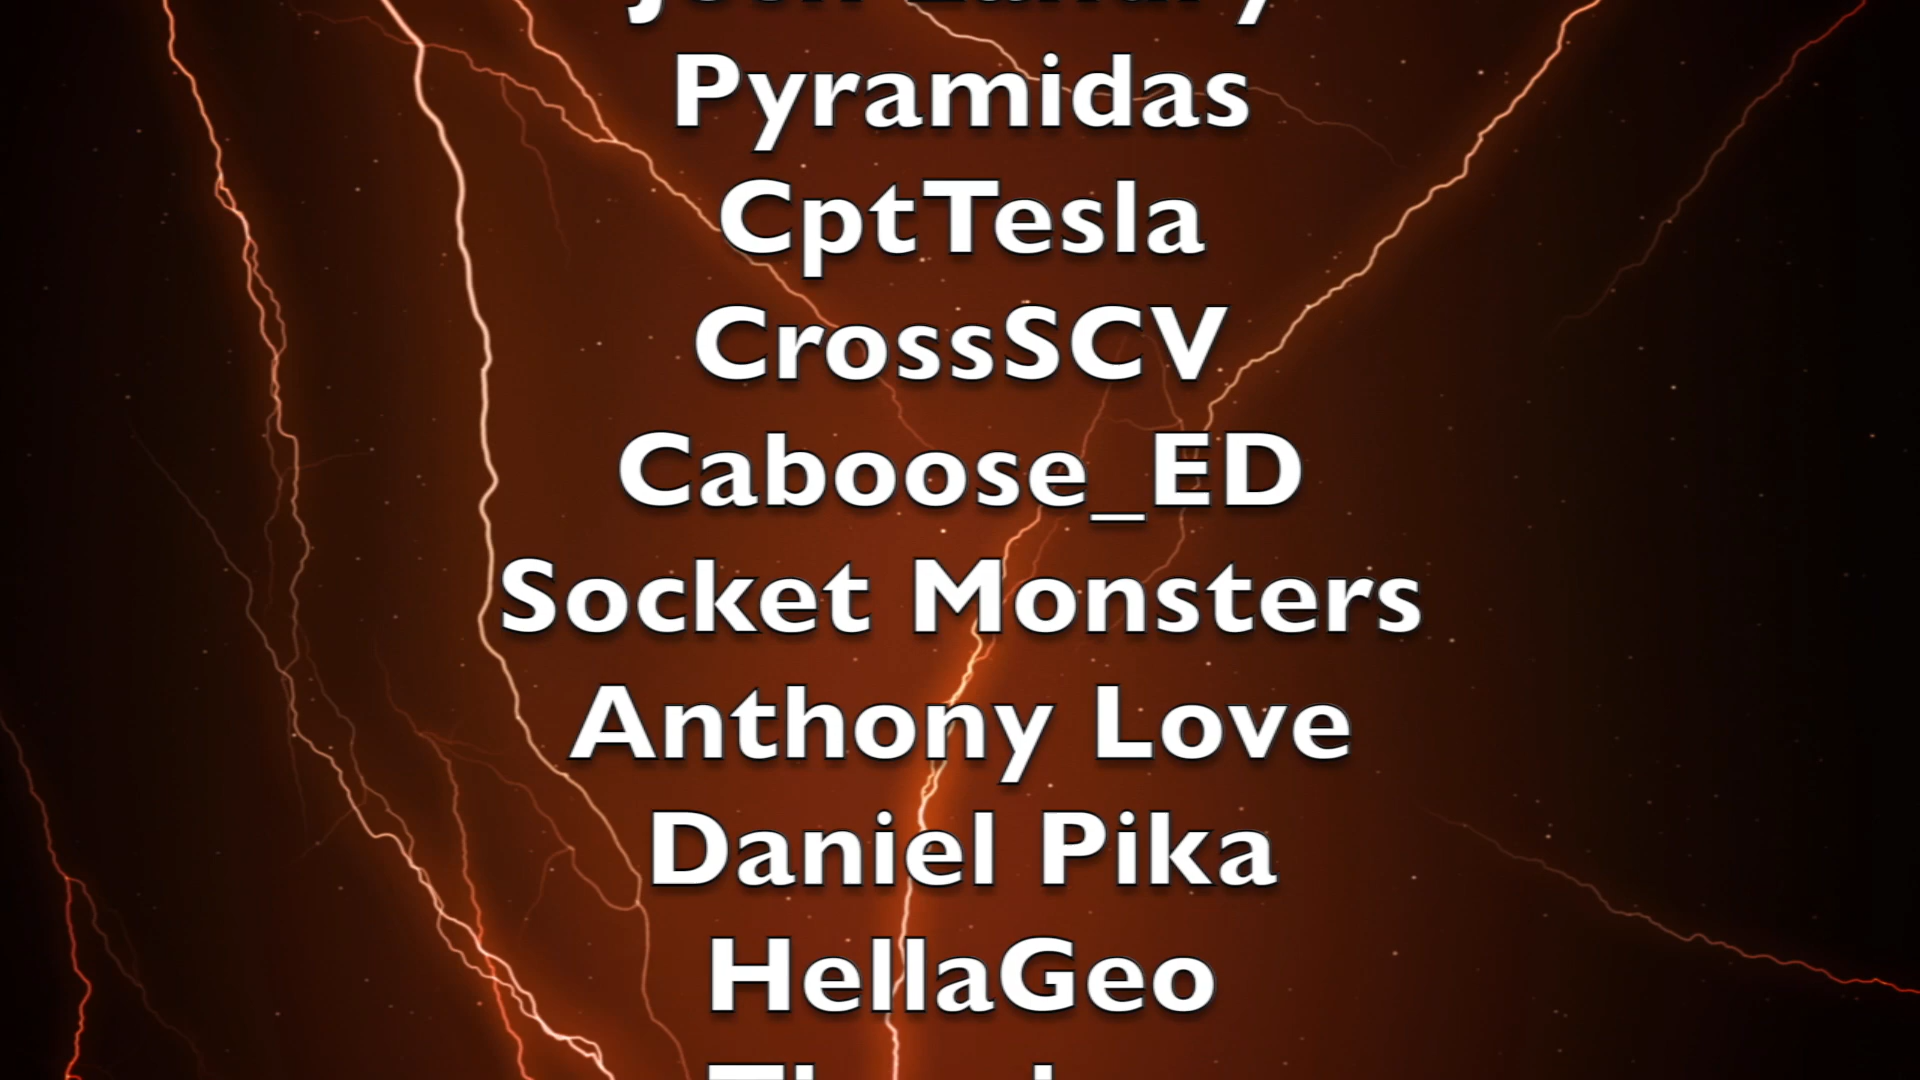 Pyramidas
CptTesla
CrossSCV
Caboose_ED
Socket Monsters
Anthony Love
Daniel Pika
HellaGeo